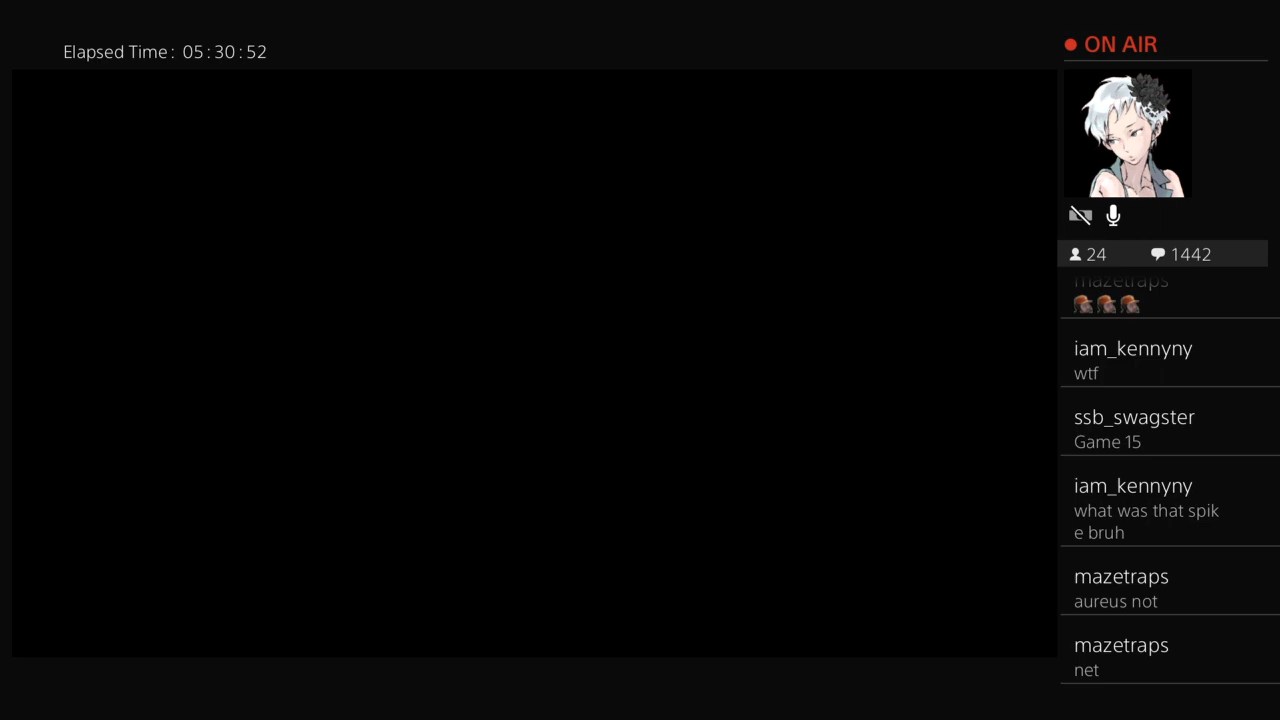 Elapsed Time: 05:30:52
ON AIR
24 1442
mazetraps
iam_kennyny
wtf
ssb_swagster
Game 15
iam_kennyny
what was that spik
e bruh
mazetraps
aureus not
mazetraps
net